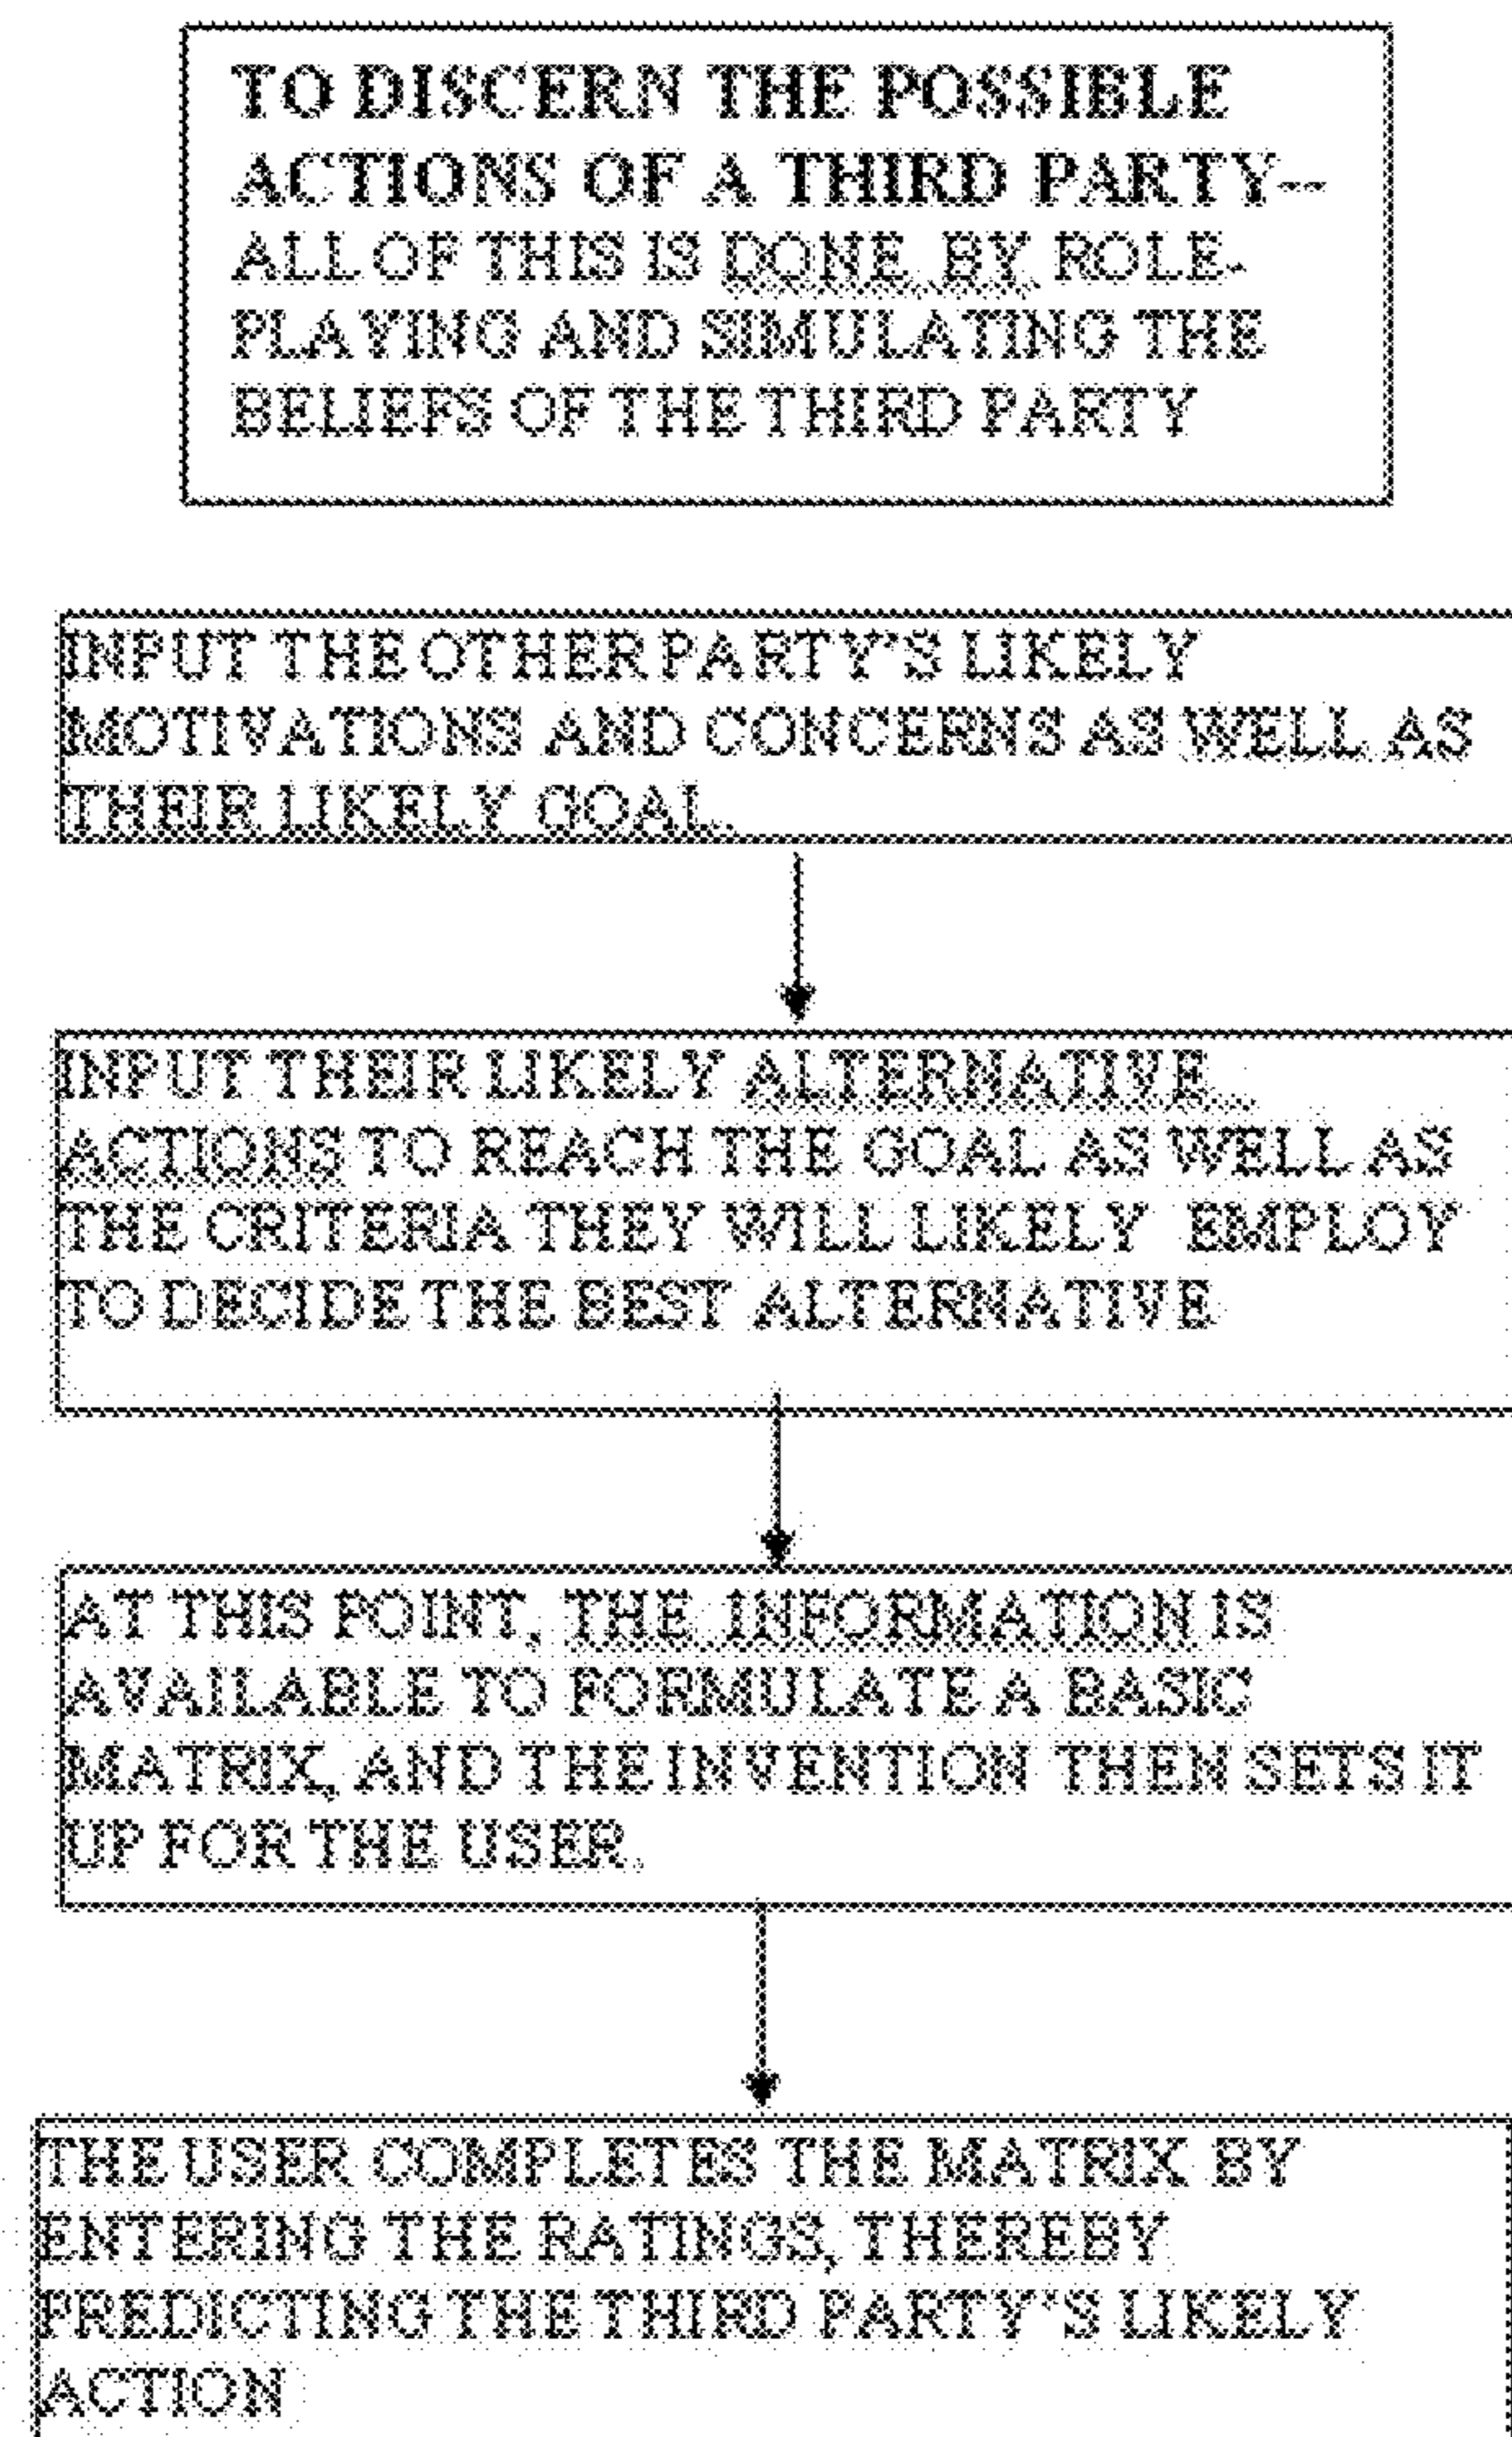 TO DISCERN THE POSSIBLE
ACTIONS OF A THIRD PARTY--
ALL OF THIS IS DONE BY ROLE-
PLAYING AND SIMULATING THE
BELIEFS OF THE THIRD PARTY
INPUT THE OTHER PARTY'S LIKELY
MOTIVATIONS AND CONCERNS AS WELL AS
THEIR LIKELY GOAL.
INPUT THEIR LIKELY ALTERNATIVE
ACTIONS TO REACH THE GOAL AS WELL AS
THE CRITERIA THEY WILL LIKELY EMPLOY
TO DECIDE THE BEST ALTERNATIVE
AT THIS POINT, THE INFORMATION IS
AVAILABLE TO FORMULATE A BASIC
MATRIX, AND THE INVENTION THEN SETS IT
UP FOR THE USER.
THE USER COMPLETES THE MATRIX BY
ENTERING THE RATINGS, THEREBY
PREDICTING THE THIRD PARTY'S LIKELY
ACTION